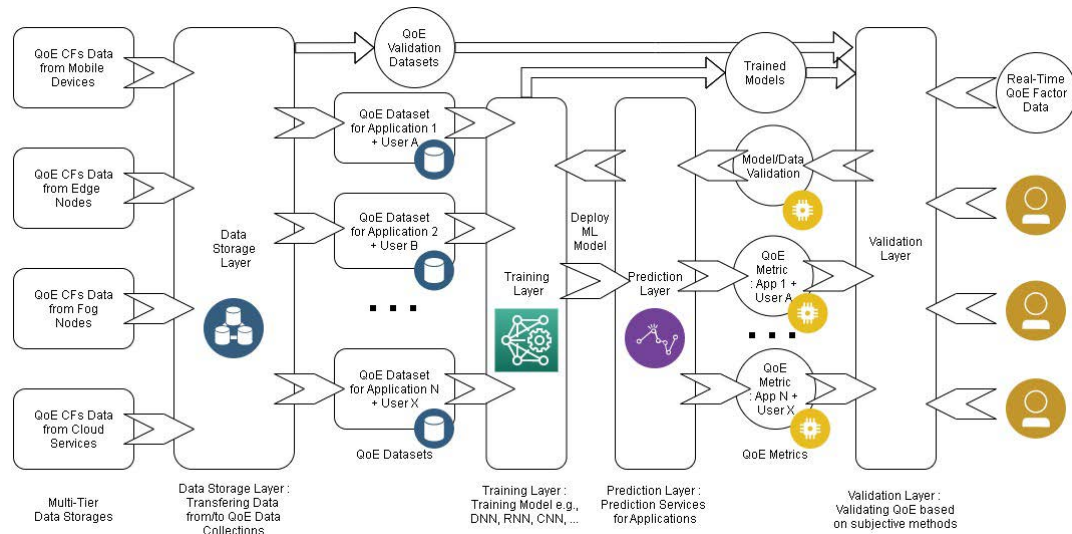 QoE CFs Data
from Mobile
Devices
QoE CFs Data
from Edge
Nodes
QoE CFs Data
from Fog
Nodes
QoE CFs Data
from Cloud
Services
Multi-Tier
Data Storages
Data
Storage
Layer
Data Storage Layer :
Transfering Data
from/to QoE Data
Collections
QoE
Validation
Datasets
QoE Dataset
for Application 1
+ User A
QoE Dataset
for Application 2
+ User B
. . .
QoE Dataset
for Application N
+ User X
QoE Datasets
Training
Layer
Training Layer :
Training Model e.g.,
DNN, RNN, CNN, ...
Deploy
ML
Model
Prediction
Layer
Prediction Layer :
Prediction Services
for Applications
Trained
Models
Model/Data
Validation
QoE
Metric
: App 1 +
User A
. . .
QoE
Metric
: App N +
User X
QoE Metrics
Validation
Layer
Validation Layer :
Validating QoE based
on subjective methods
Real-Time
QoE Factor
Data